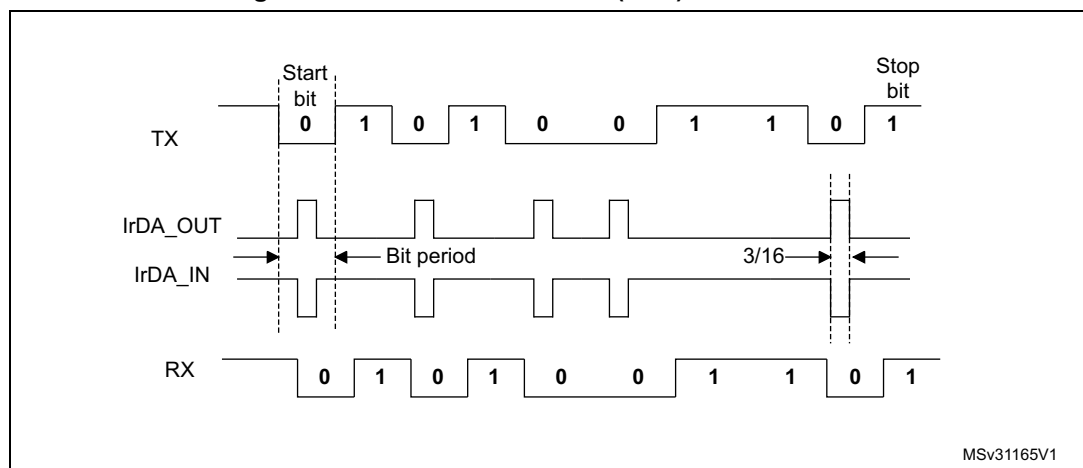 Start
bit
Stop
bit
TX
0 1 0 1 0 0 1 1 0 1
IrDA_OUT
Bit period
3/16
IrDA_IN
RX
0 1 0 1 0 0 1 1 0 1
MSv31165V1